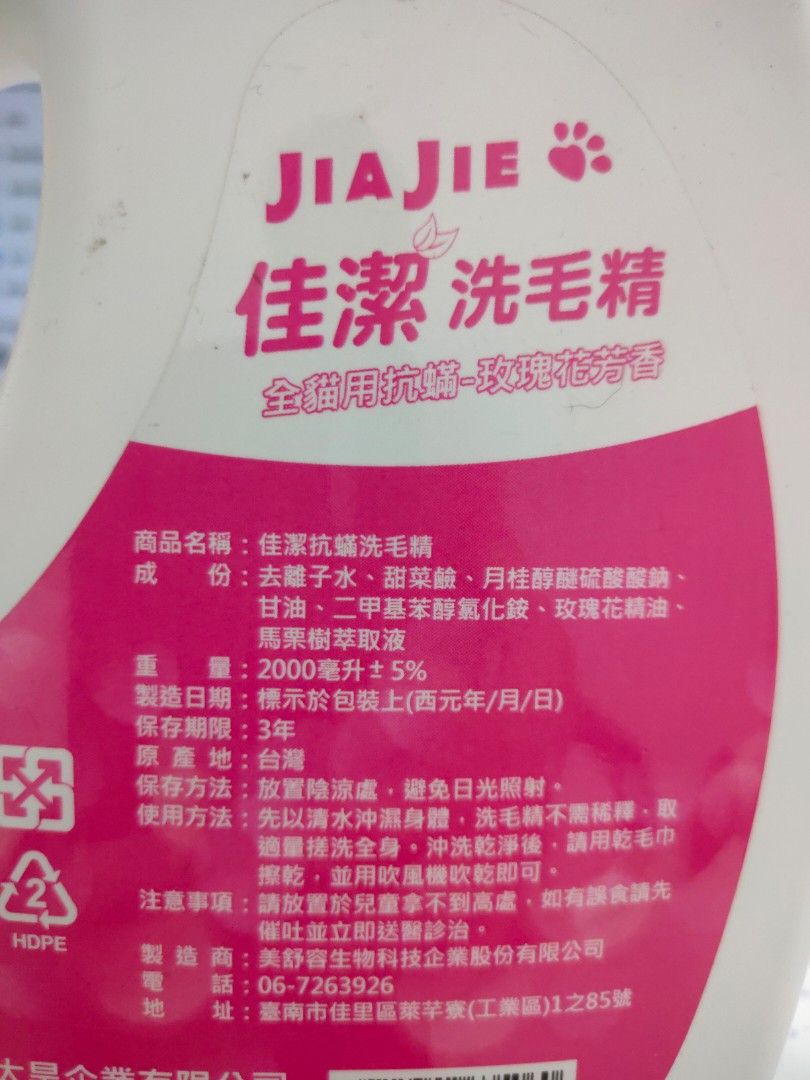 JIAJIE
佳潔 洗毛精
全貓用抗蟎-玫瑰花芳香
商品名稱：佳潔抗蟎洗毛精
成　份：去離子水、甜菜鹼、月桂醇醚硫酸酸鈉、
甘油、二甲基苯醇氯化銨、玫瑰花精油、
馬栗樹萃取液
重　量：2000毫升±5%
製造日期：標示於包裝上(西元年/月/日)
保存期限：3年
原產地：台灣
保存方法：放置陰涼處，避免日光照射。
使用方法：先以清水沖濕身體，洗毛精不需稀釋，取
適量搓洗全身。沖洗乾淨後，請用乾毛巾
擦乾，並用吹風機吹乾即可。
注意事項：請放置於兒童拿不到高處，如有誤食請先
催吐並立即送醫診治。
製造商：美舒容生物科技企業股份有限公司
電　話：06-7263926
地　址：臺南市佳里區萊芊寮(工業區)1之85號
2
HDPE
企業有限公司